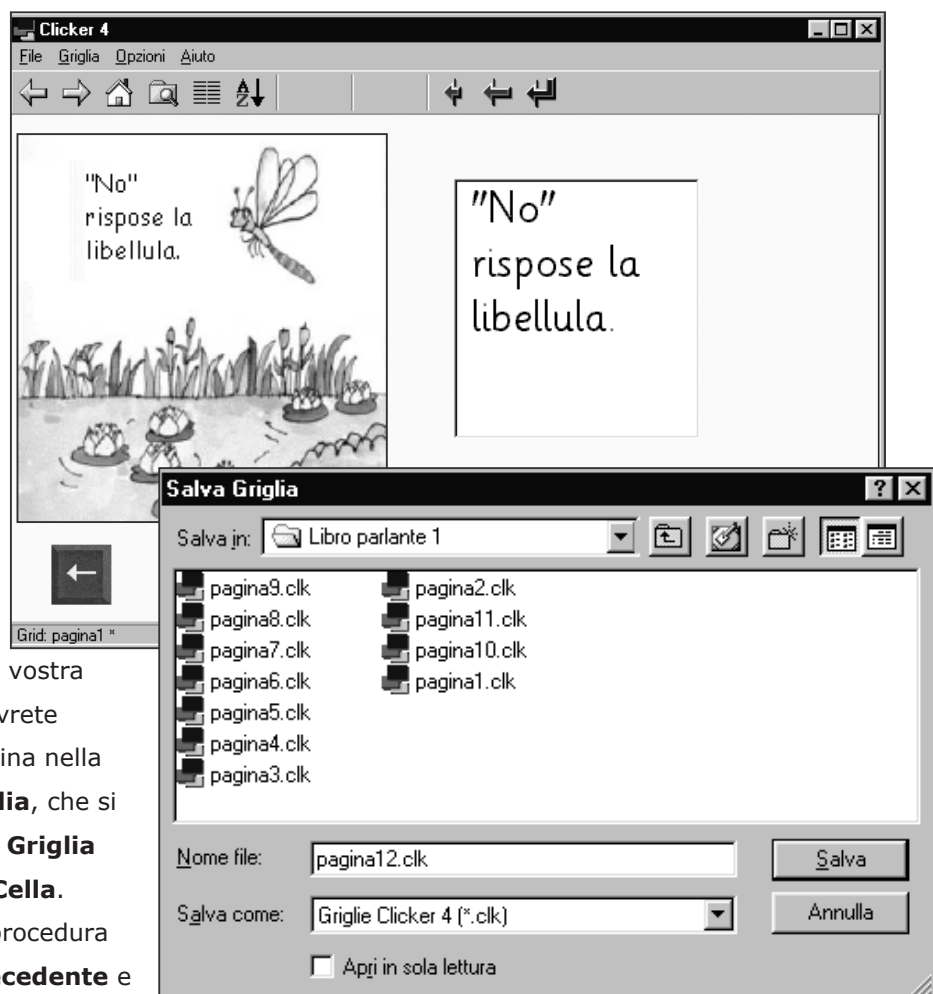 Clicker 4
File Griglia Opzioni Aiuto
"No"
rispose la
libellula.
"No"
rispose la
libellula.
Grid: pagina1 *
Salva Griglia
Salva in: Libro parlante 1
pagina9.clk pagina2.clk
pagina8.clk pagina11.clk
pagina7.clk pagina10.clk
pagina6.clk pagina1.clk
pagina5.clk
pagina4.clk
pagina3.clk
Nome file: pagina12.clk Salva
Salva come: Griglie Clicker 4 (*.clk) Annulla
Apri in sola lettura
vostra
vrete
ina nella
lia, che si
Griglia
Cella.
rocedura
ecedente e